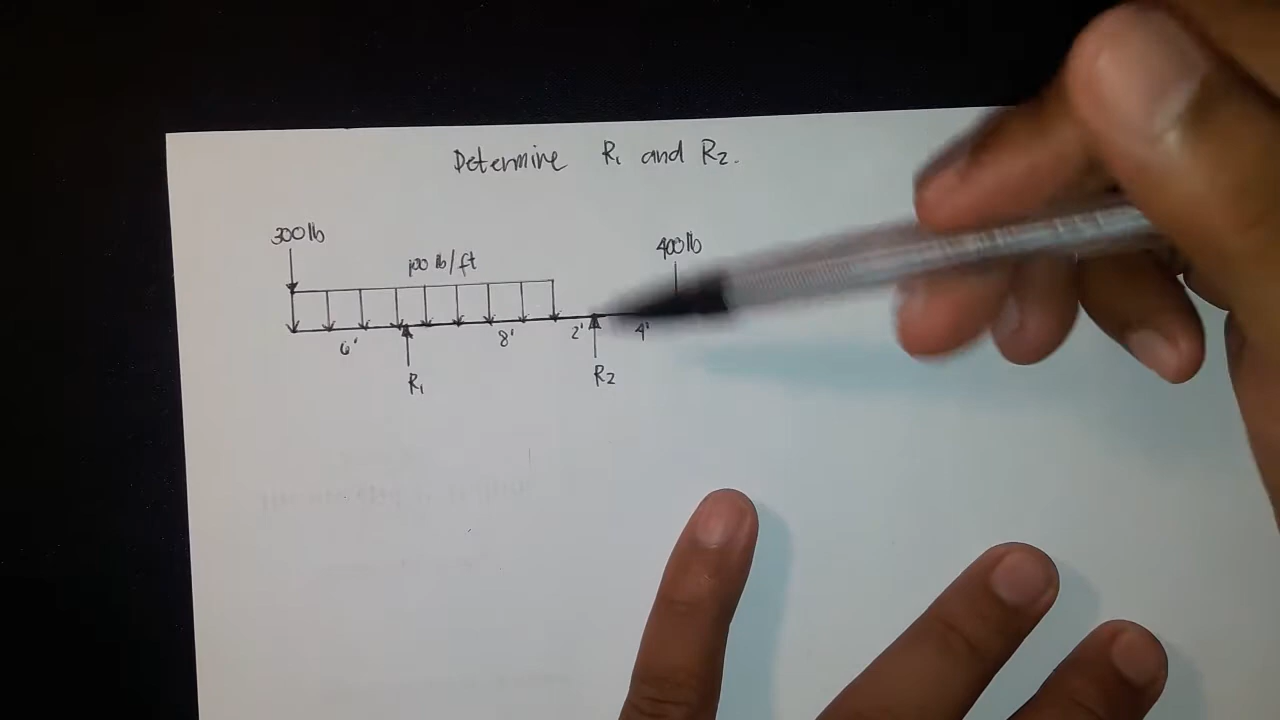 Determine R₁ and R₂.
300 lb
400 lb
100 lb/ft
6' 8' 2' 4'
R₁ R₂